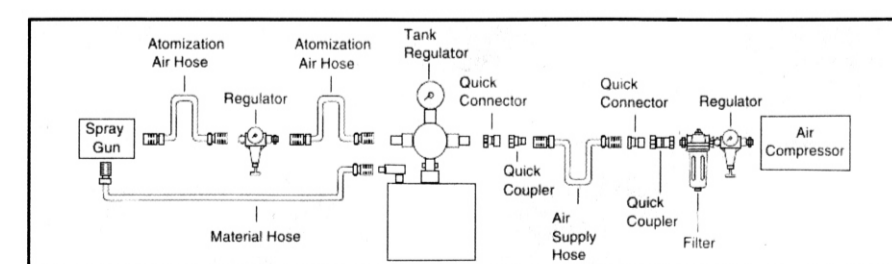 Atomization
Air Hose
Atomization
Air Hose
Tank
Regulator
Regulator
Quick
Connector
Quick
Connector
Regulator
Spray
Gun
Air
Compressor
Quick
Coupler
Quick
Coupler
Material Hose
Air
Supply
Hose
Filter